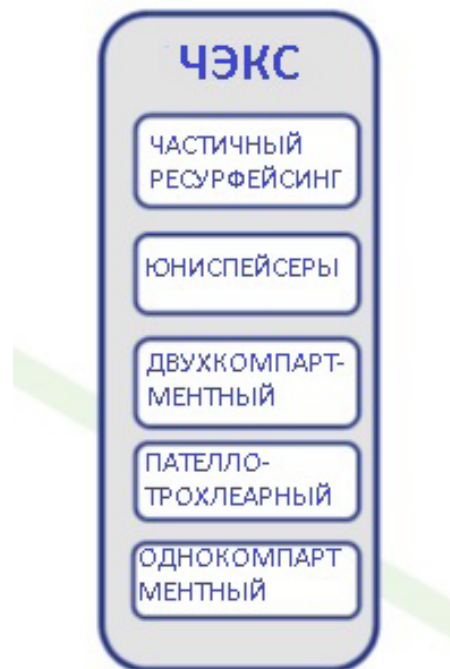 ЧЭКС
ЧАСТИЧНЫЙ
РЕСУРФЕЙСИНГ
ЮНИСПЕЙСЕРЫ
ДВУХКОМПАРТ-
МЕНТНЫЙ
ПАТЕЛЛО-
ТРОХЛЕАРНЫЙ
ОДНОКОМПАРТ
МЕНТНЫЙ